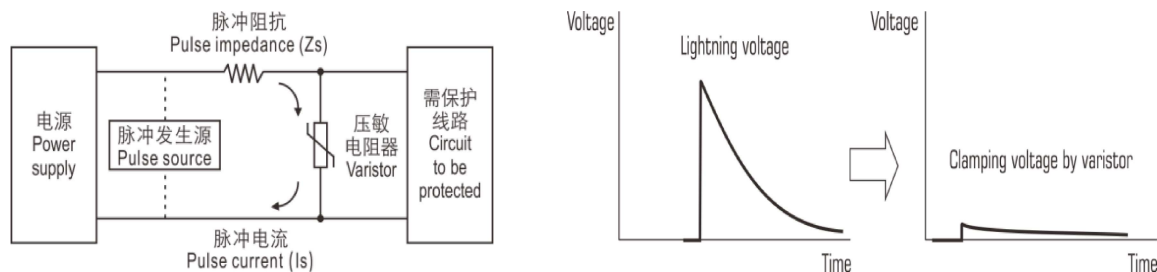 脉冲阻抗
Pulse impedance (Zs)
电源
Power
supply
脉冲发生源
Pulse source
压敏
电阻器
Varistor
需保护
线路
Circuit
to be
protected
脉冲电流
Pulse current (Is)
Voltage
Lightning voltage
Time
Voltage
Clamping voltage by varistor
Time